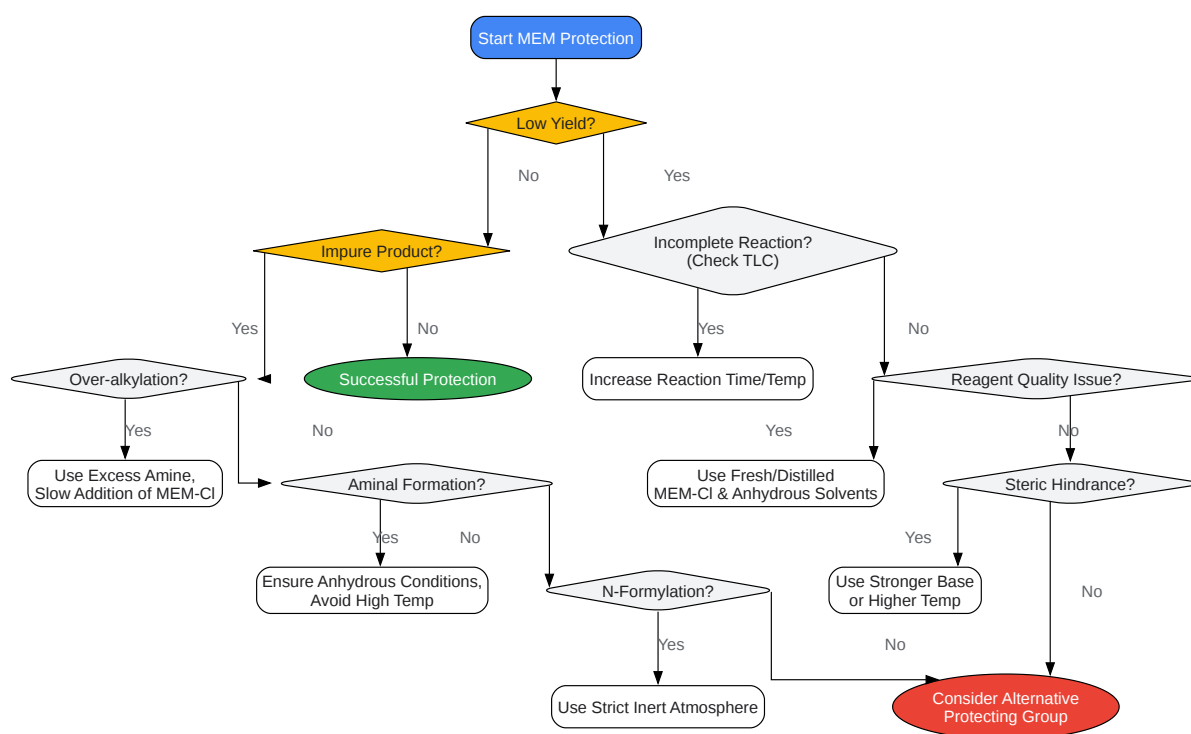 Start MEM Protection
Low Yield?
No
Yes
Impure Product?
Incomplete Reaction?
(Check TLC)
Yes
No
Yes
No
Over-alkylation?
Successful Protection
Increase Reaction Time/Temp
Reagent Quality Issue?
Yes
No
Yes
No
Use Excess Amine,
Slow Addition of MEM-Cl
Aminal Formation?
Use Fresh/Distilled
MEM-Cl & Anhydrous Solvents
Steric Hindrance?
Yes
No
Yes
No
Ensure Anhydrous Conditions,
Avoid High Temp
N-Formylation?
Use Stronger Base
or Higher Temp
Yes
No
Use Strict Inert Atmosphere
Consider Alternative
Protecting Group